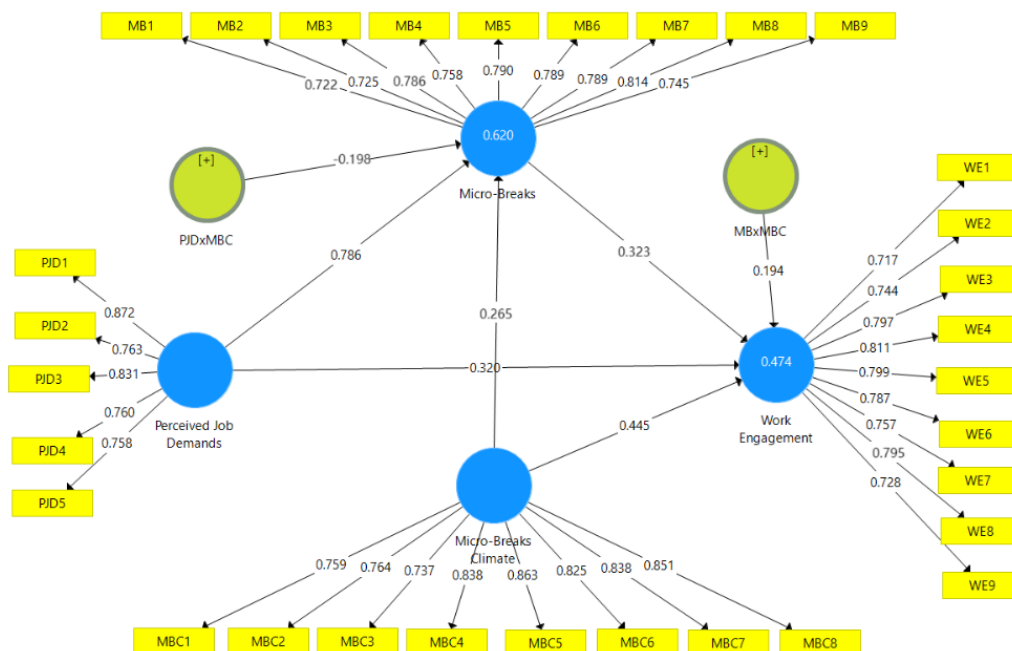 MB1 MB2 MB3 MB4 MB5 MB6 MB7 MB8 MB9
0.722 0.725 0.786 0.758 0.790 0.789 0.789 0.814 0.745
[+]
PJDxMBC
-0.198
0.620
Micro-Breaks
[+]
MBxMBC
0.194
0.786
0.265
0.323
0.320
0.445
PJD1
PJD2
PJD3
PJD4
PJD5
0.872
0.763
0.831
0.760
0.758
Perceived Job
Demands
0.474
Work
Engagement
0.717
0.744
0.797
0.811
0.799
0.787
0.757
0.795
0.728
WE1
WE2
WE3
WE4
WE5
WE6
WE7
WE8
WE9
Micro-Breaks
Climate
0.759 0.764 0.737 0.838 0.863 0.825 0.838 0.851
MBC1 MBC2 MBC3 MBC4 MBC5 MBC6 MBC7 MBC8